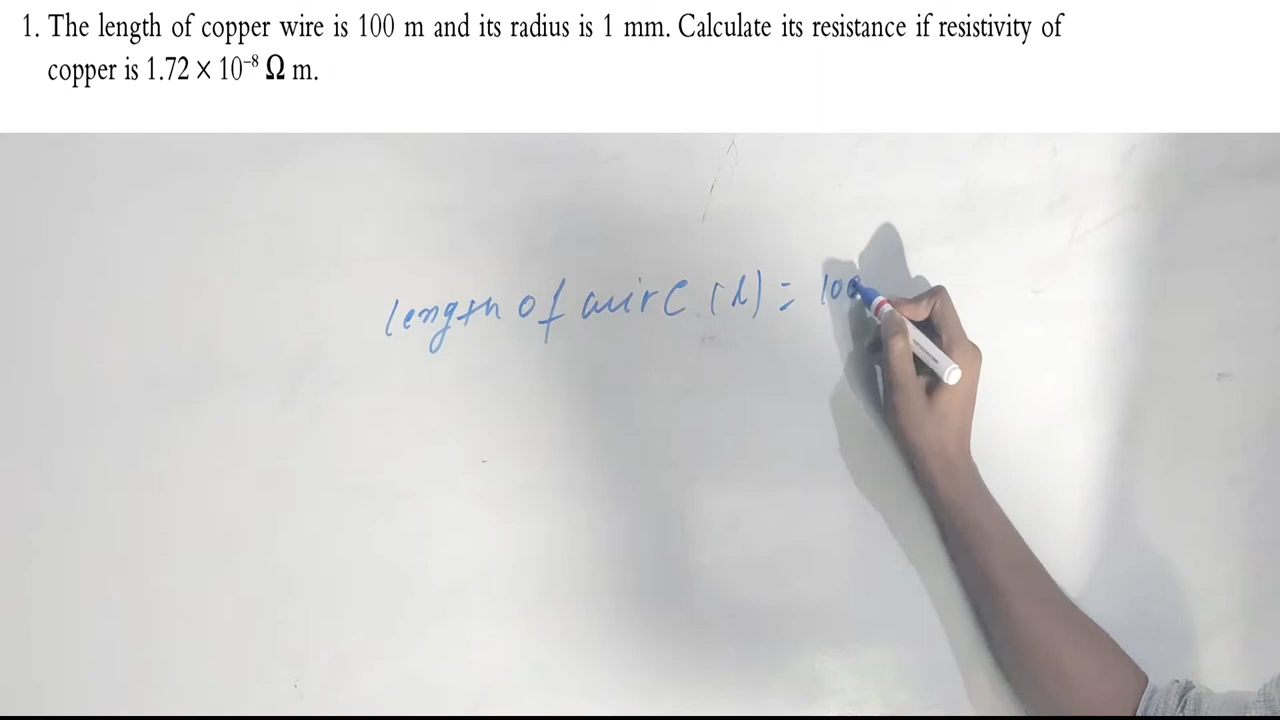 1. The length of copper wire is 100 m and its radius is 1 mm. Calculate its resistance if resistivity of
copper is 1.72 × 10⁻⁸ Ω m.
length of wire (l) = 100